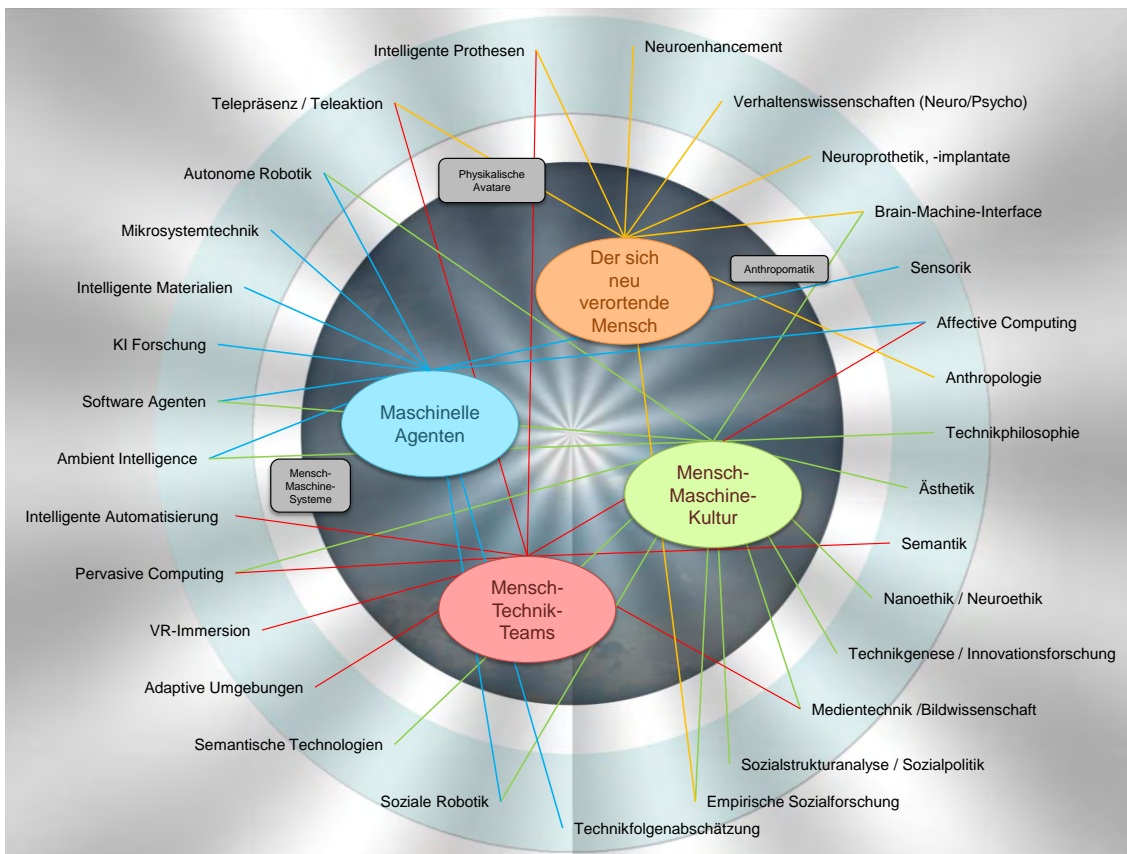 Intelligente Prothesen
Neuroenhancement
Telepräsenz / Teleaktion
Verhaltenswissenschaften (Neuro/Psycho)
Neuroprothetik, -implantate
Autonome Robotik
Physikalische
Avatare
Brain-Machine-Interface
Mikrosystemtechnik
Der sich
neu
verortende
Mensch
Anthropomatik
Sensorik
Intelligente Materialien
Affective Computing
KI Forschung
Anthropologie
Software Agenten
Maschinelle
Agenten
Technikphilosophie
Ambient Intelligence
Mensch-
Maschine-
Systeme
Mensch-
Maschine-
Kultur
Ästhetik
Intelligente Automatisierung
Semantik
Pervasive Computing
Mensch-
Technik-
Teams
Nanoethik / Neuroethik
VR-Immersion
Technikgenese / Innovationsforschung
Adaptive Umgebungen
Medientechnik /Bildwissenschaft
Semantische Technologien
Sozialstrukturanalyse / Sozialpolitik
Soziale Robotik
Empirische Sozialforschung
Technikfolgenabschätzung